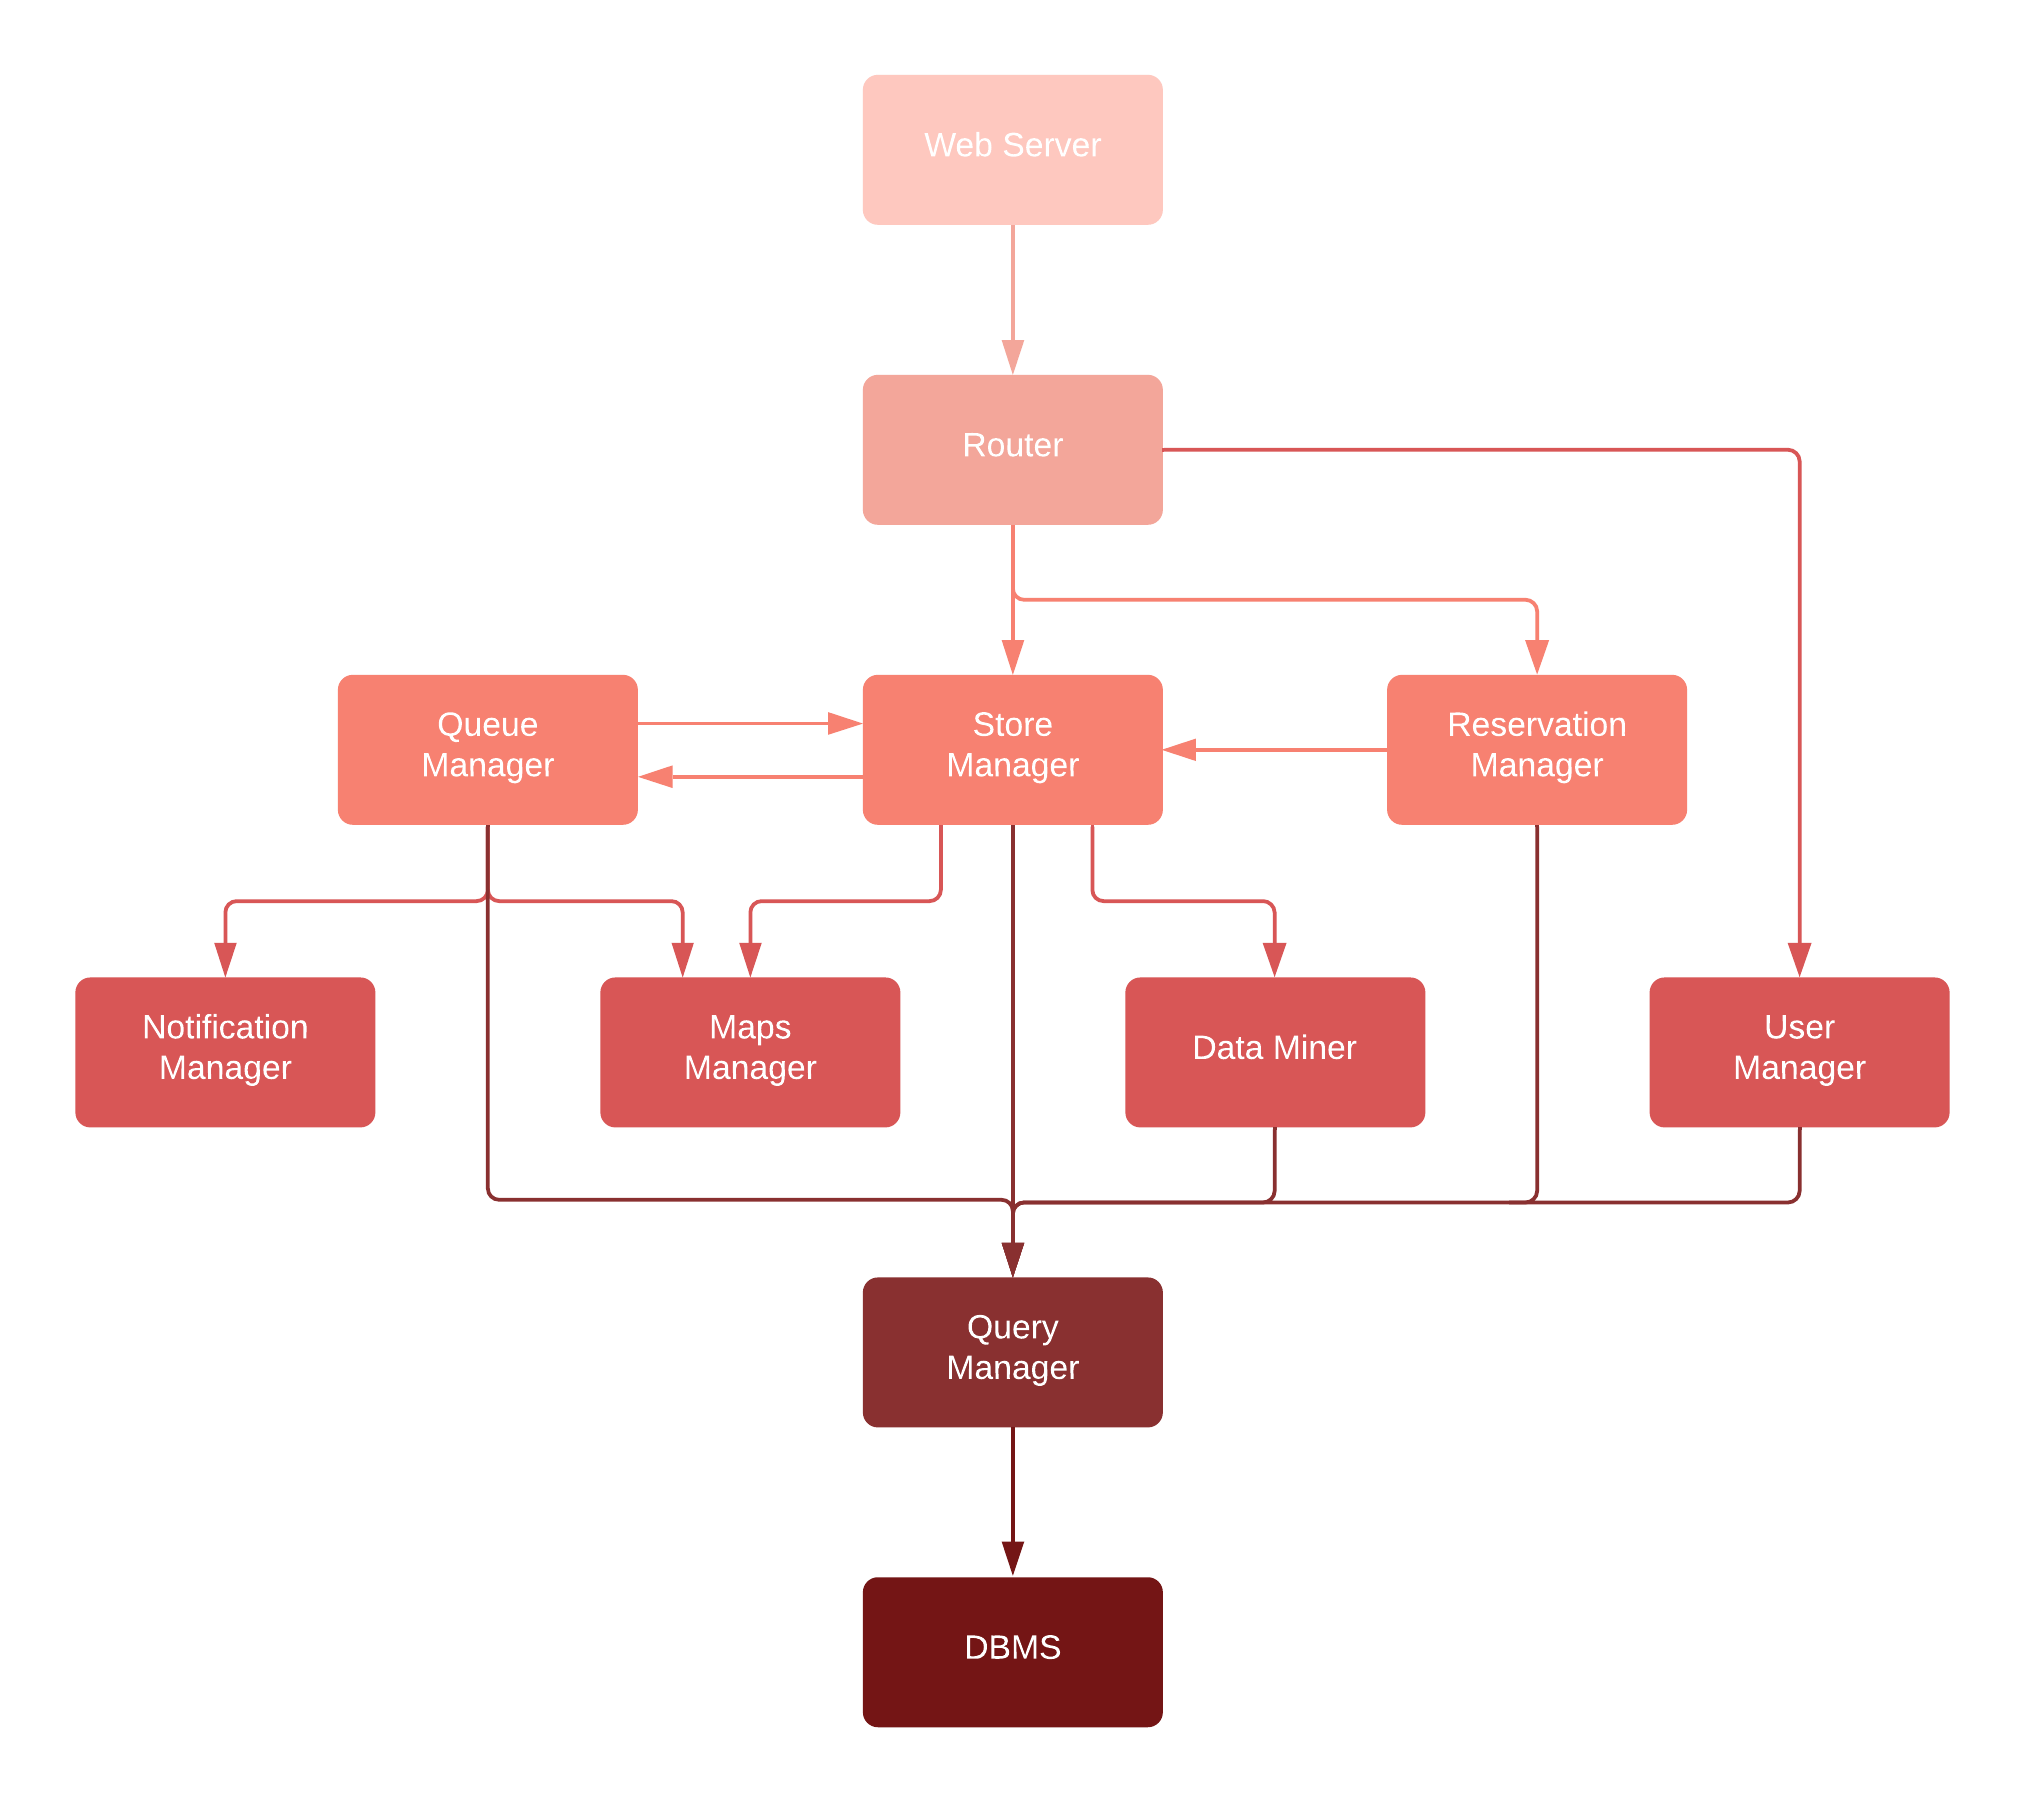 Web Server
Router
Queue
Manager
Store
Manager
Reservation
Manager
Notification
Manager
Maps
Manager
Data Miner
User
Manager
Query
Manager
DBMS